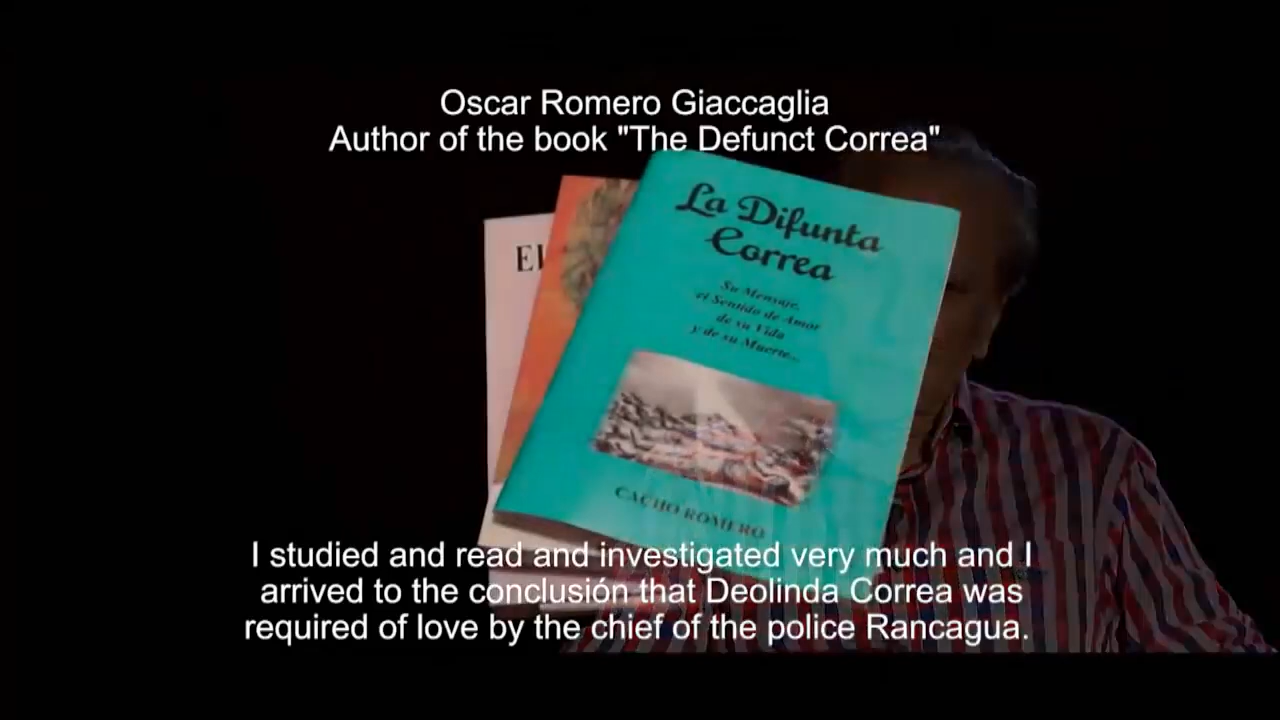 Oscar Romero Giaccaglia
Author of the book "The Defunct Correa"
La Difunta
Correa
El
Su Mensaje,
el Sentido de Amor
de su Vida
y de su Muerte...
CACHO ROMERO
I studied and read and investigated very much and I
arrived to the conclusión that Deolinda Correa was
required of love by the chief of the police Rancagua.